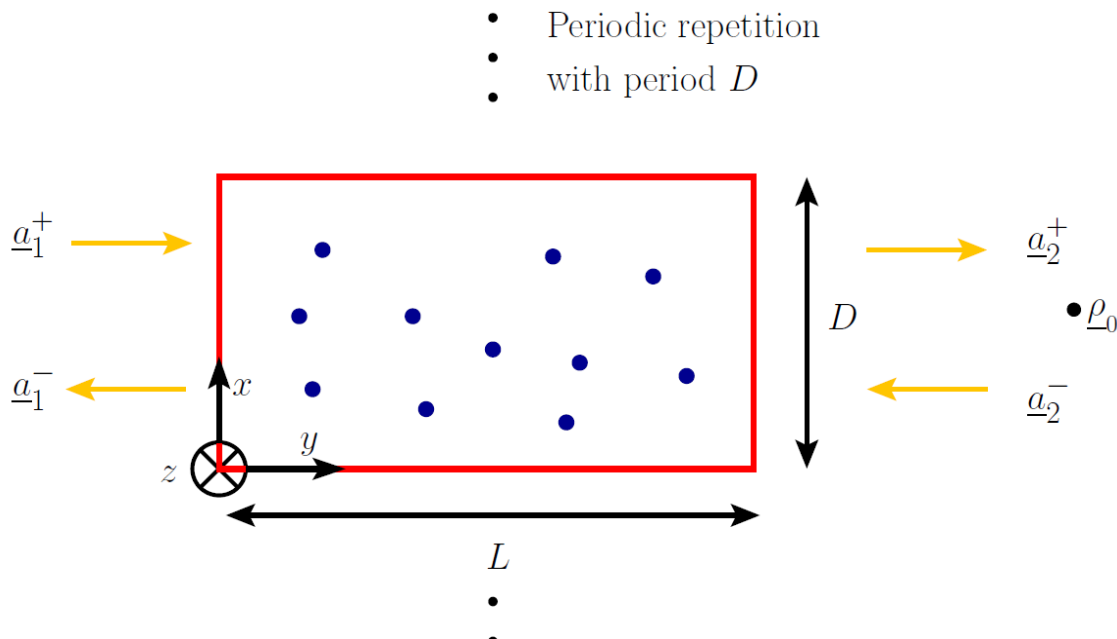 Periodic repetition
with period D
a₁⁺
a₂⁺
D
ρ₀
a₁⁻
x
a₂⁻
y
z
L